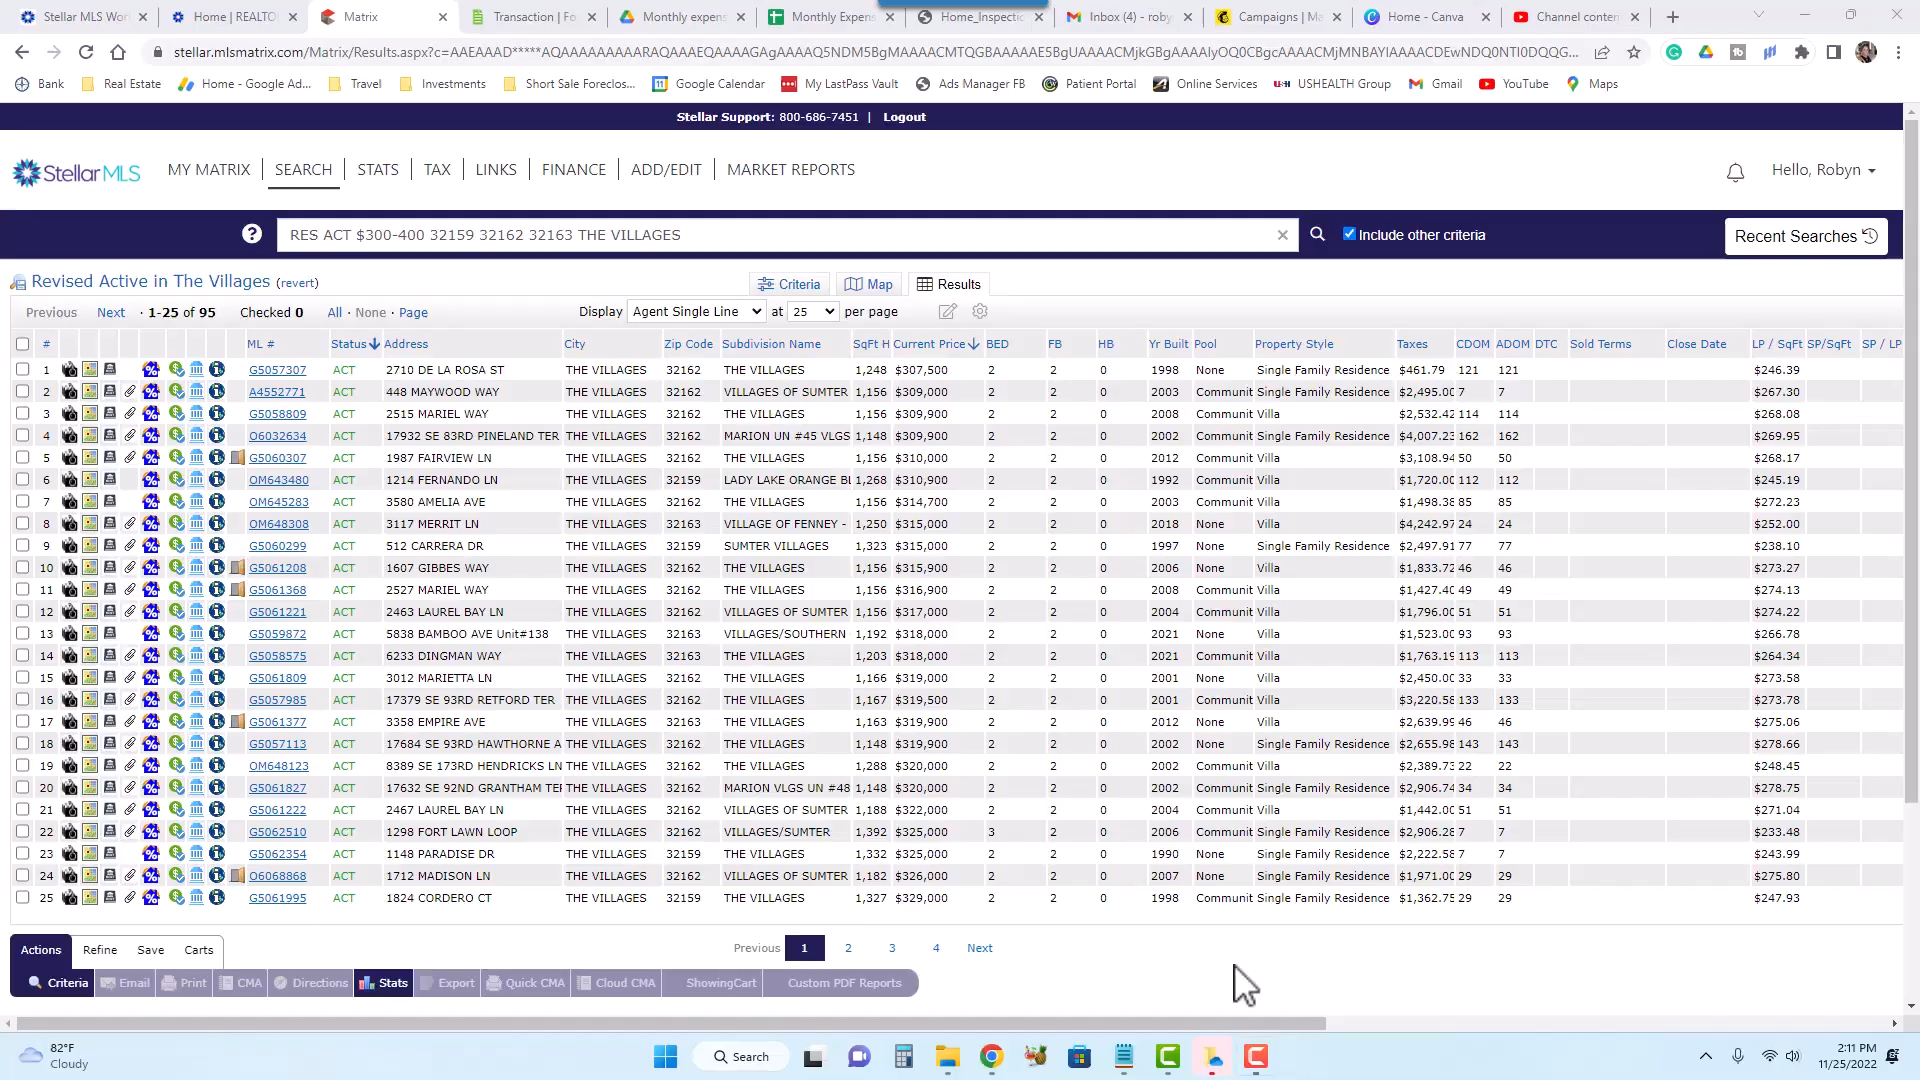 Stellar MLS Wor
Home | REALTO
Matrix
Transaction | Fo
Monthly expens
Monthly Expens
Home_Inspectic
Inbox (4) - roby
Campaigns | Ma
Home - Canva
Channel conten
stellar.mlsmatrix.com/Matrix/Results.aspx?c=
Bank
Real Estate
Home - Google Ad...
Travel
Investments
Short Sale Foreclos...
Google Calendar
My LastPass Vault
Ads Manager FB
Patient Portal
Online Services
USHEALTH Group
Gmail
YouTube
Maps
Stellar Support: 800-686-7451 | Logout
StellarMLS
MY MATRIX SEARCH STATS TAX LINKS FINANCE ADD/EDIT MARKET REPORTS
Hello, Robyn
RES ACT $300-400 32159 32162 32163 THE VILLAGES
Include other criteria
Recent Searches
Revised Active in The Villages (revert)
Criteria Map Results
Previous Next · 1-25 of 95 Checked 0 All · None · Page
Display Agent Single Line at 25 per page
# ML # Status Address City Zip Code Subdivision Name SqFt H Current Price BED FB HB Yr Built Pool Property Style Taxes CDOM ADOM DTC Sold Terms Close Date LP / SqFt SP/SqFt SP / LP
1 G5057307 ACT 2710 DE LA ROSA ST THE VILLAGES 32162 THE VILLAGES 1,248 $307,500 2 2 0 1998 None Single Family Residence $461.79 121 121 $246.39
2 A4552771 ACT 448 MAYWOOD WAY THE VILLAGES 32162 VILLAGES OF SUMTER 1,156 $309,000 2 2 0 2003 Communit Single Family Residence $2,495.00 7 7 $267.30
3 G5058809 ACT 2515 MARIEL WAY THE VILLAGES 32162 THE VILLAGES 1,156 $309,900 2 2 0 2008 Communit Villa $2,532.42 114 114 $268.08
4 O6032634 ACT 17932 SE 83RD PINELAND TER THE VILLAGES 32162 MARION UN #45 VLGS 1,148 $309,900 2 2 0 2002 Communit Single Family Residence $4,007.23 162 162 $269.95
5 G5060307 ACT 1987 FAIRVIEW LN THE VILLAGES 32162 THE VILLAGES 1,156 $309,900 2 2 0 2012 Communit Villa $3,108.94 50 50 $268.17
6 OM643480 ACT 1214 FERNANDO LN THE VILLAGES 32159 LADY LAKE ORANGE BL 1,268 $310,900 2 2 0 1992 Communit Single Family Residence $1,720.00 112 112 $245.19
7 OM645283 ACT 3580 AMELIA AVE THE VILLAGES 32162 THE VILLAGES 1,156 $314,700 2 2 0 2003 Communit Villa $1,498.38 85 85 $272.23
8 OM648308 ACT 3117 MERRIT LN THE VILLAGES 32163 VILLAGE OF FENNEY - 1,250 $315,000 2 2 0 2018 None Villa $4,242.97 24 24 $252.00
9 G5060299 ACT 512 CARRERA DR THE VILLAGES 32159 SUMTER VILLAGES 1,323 $315,000 2 2 0 1997 None Single Family Residence $2,497.91 77 77 $238.10
10 G5061208 ACT 1607 GIBBES WAY THE VILLAGES 32162 THE VILLAGES 1,156 $315,900 2 2 0 2006 None Villa $1,833.72 46 46 $273.27
11 G5061368 ACT 2527 MARIEL WAY THE VILLAGES 32162 THE VILLAGES 1,156 $316,900 2 2 0 2008 Communit Villa $1,427.40 49 49 $274.13
12 G5061221 ACT 2463 LAUREL BAY LN THE VILLAGES 32162 VILLAGES OF SUMTER 1,156 $317,000 2 2 0 2004 Communit Villa $1,796.00 51 51 $274.22
13 G5059872 ACT 5838 BAMBOO AVE Unit#138 THE VILLAGES 32163 VILLAGES/SOUTHERN 1,192 $318,000 2 2 0 2021 None Villa $1,523.00 93 93 $266.78
14 G5058575 ACT 6233 DINGMAN WAY THE VILLAGES 32163 THE VILLAGES 1,203 $318,000 2 2 0 2021 Communit Villa $1,763.19 113 113 $264.34
15 G5061809 ACT 3012 MARIETTA LN THE VILLAGES 32162 THE VILLAGES 1,166 $319,000 2 2 0 2001 None Villa $2,450.00 33 33 $273.58
16 G5057985 ACT 17379 SE 93RD RETFORD TER THE VILLAGES 32162 THE VILLAGES 1,167 $319,500 2 2 0 2001 Communit Villa $3,220.58 133 133 $273.78
17 G5061377 ACT 3358 EMPIRE AVE THE VILLAGES 32163 THE VILLAGES 1,163 $319,900 2 2 0 2012 None Villa $2,639.99 46 46 $275.06
18 G5057113 ACT 17684 SE 93RD HAWTHORNE A THE VILLAGES 32162 THE VILLAGES 1,148 $319,900 2 2 0 2002 None Single Family Residence $2,655.98 143 143 $278.66
19 OM648123 ACT 8389 SE 173RD HENDRICKS LN THE VILLAGES 32162 THE VILLAGES 1,288 $320,000 2 2 0 2002 Communit Villa $2,389.73 22 22 $248.45
20 G5061827 ACT 17632 SE 92ND GRANTHAM TEF THE VILLAGES 32162 MARION VLGS UN #48 1,148 $320,000 2 2 0 2002 Communit Single Family Residence $2,906.74 34 34 $278.75
21 G5061222 ACT 2467 LAUREL BAY LN THE VILLAGES 32162 VILLAGES OF SUMTER 1,188 $322,000 2 2 0 2004 Communit Villa $1,442.00 51 51 $271.04
22 G5062510 ACT 1298 FORT LAWN LOOP THE VILLAGES 32162 VILLAGES/SUMTER 1,392 $325,000 3 2 0 2006 Communit Single Family Residence $2,906.28 7 7 $233.48
23 G5062354 ACT 1148 PARADISE DR THE VILLAGES 32159 THE VILLAGES 1,332 $325,000 2 2 0 1990 None Single Family Residence $2,222.58 7 7 $243.99
24 O6068868 ACT 1712 MADISON LN THE VILLAGES 32162 VILLAGES OF SUMTER 1,182 $326,000 2 2 0 2007 None Single Family Residence $1,971.00 29 29 $275.80
25 G5061995 ACT 1824 CORDERO CT THE VILLAGES 32159 THE VILLAGES 1,327 $329,000 2 2 0 1998 Communit Single Family Residence $1,362.75 29 29 $247.93
Actions Refine Save Carts
Previous 1 2 3 4 Next
Criteria Email Print CMA Directions Stats Export Quick CMA Cloud CMA ShowingCart Custom PDF Reports
82°F
Cloudy
Search
2:11 PM
11/25/2022